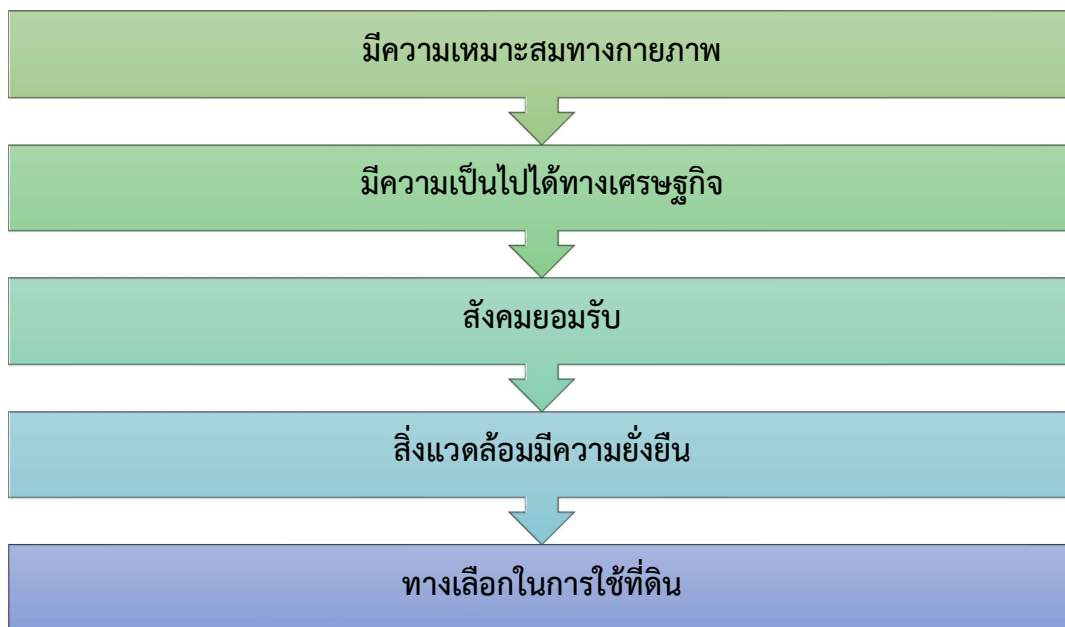 มีความเหมาะสมทางกายภาพ
มีความเป็นไปได้ทางเศรษฐกิจ
สังคมยอมรับ
สิ่งแวดล้อมมีความยั่งยืน
ทางเลือกในการใช้ที่ดิน